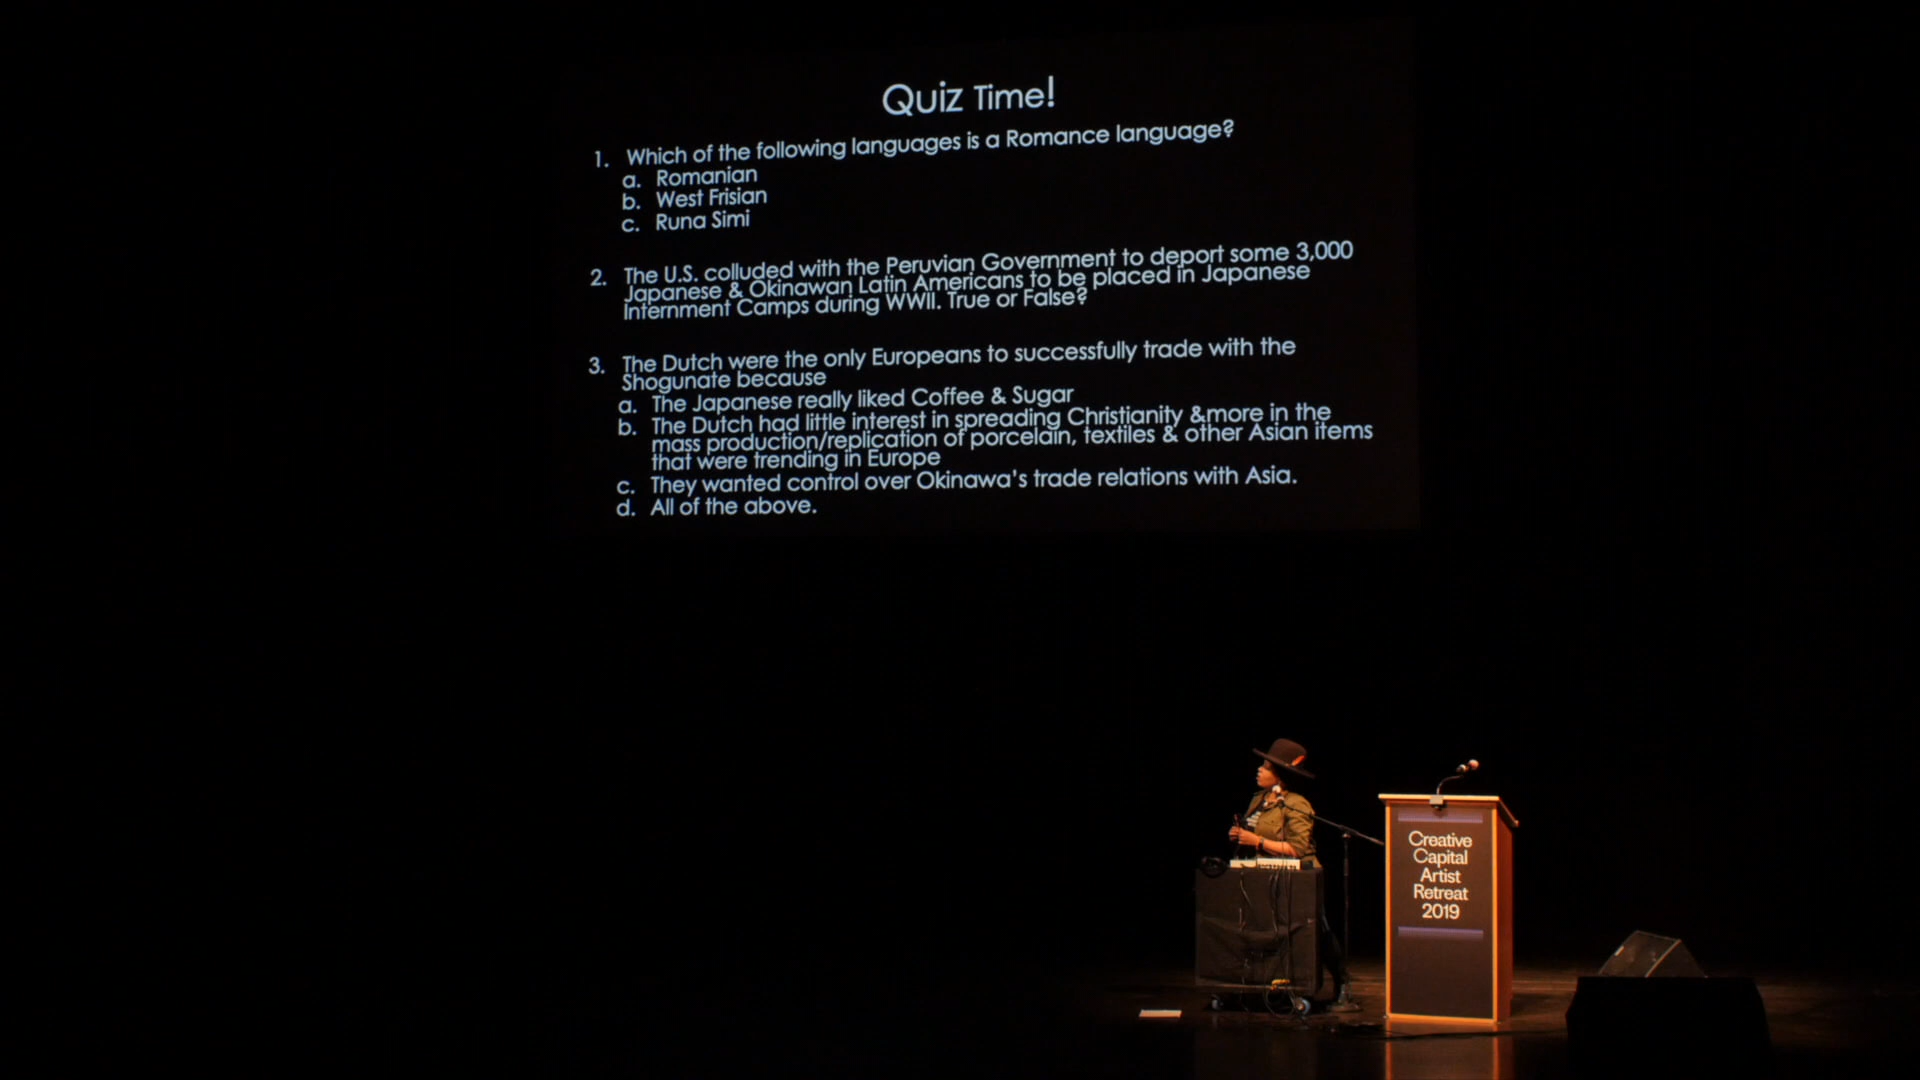 Quiz Time!
1. Which of the following languages is a Romance language?
a. Romanian
b. West Frisian
c. Runa Simi
2. The U.S. colluded with the Peruvian Government to deport some 3,000
Japanese & Okinawan Latin Americans to be placed in Japanese
Internment Camps during WWII. True or False?
3. The Dutch were the only Europeans to successfully trade with the
Shogunate because
a. The Japanese really liked Coffee & Sugar
b. The Dutch had little interest in spreading Christianity &more in the
mass production/replication of porcelain, textiles & other Asian items
that were trending in Europe
c. They wanted control over Okinawa's trade relations with Asia.
d. All of the above.
Creative
Capital
Artist
Retreat
2019